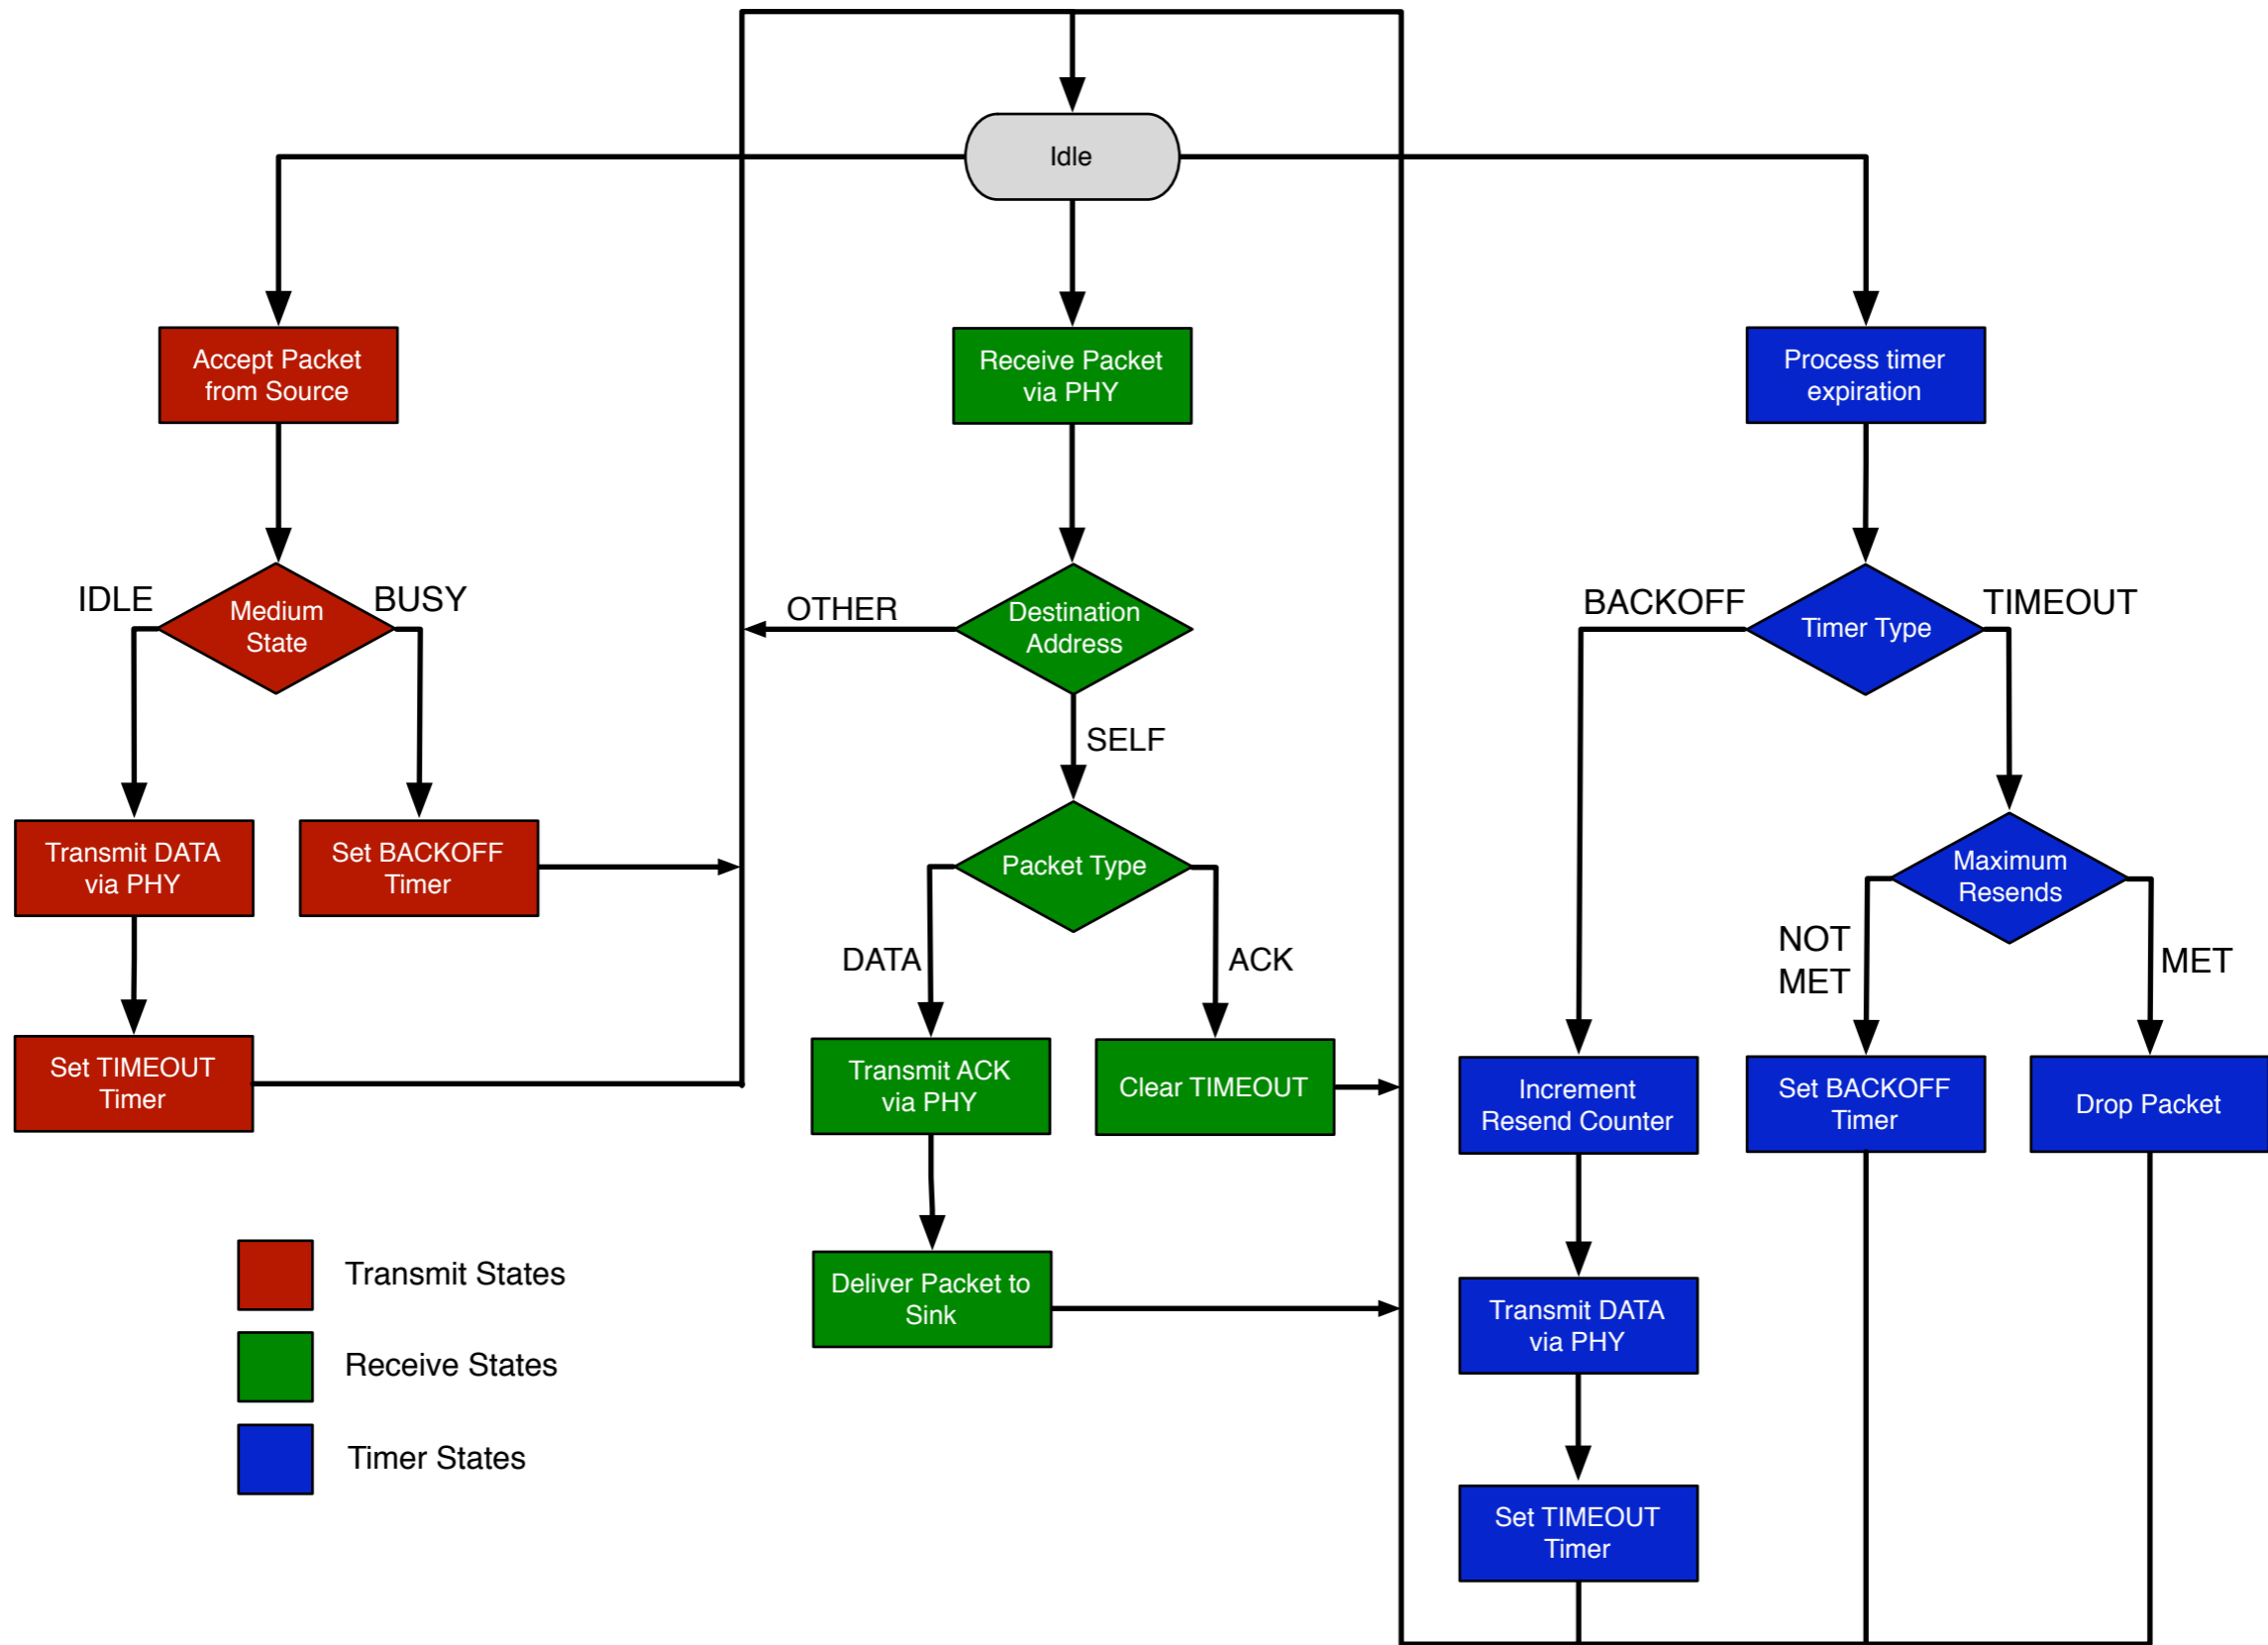 Idle
Accept Packet
from Source
Receive Packet
via PHY
Process timer
expiration
IDLE
Medium
State
BUSY
OTHER
Destination
Address
BACKOFF
Timer Type
TIMEOUT
SELF
Transmit DATA
via PHY
Set BACKOFF
Timer
Packet Type
Maximum
Resends
DATA
ACK
NOT
MET
MET
Set TIMEOUT
Timer
Transmit ACK
via PHY
Clear TIMEOUT
Increment
Resend Counter
Set BACKOFF
Timer
Drop Packet
Deliver Packet to
Sink
Transmit DATA
via PHY
Set TIMEOUT
Timer
Transmit States
Receive States
Timer States